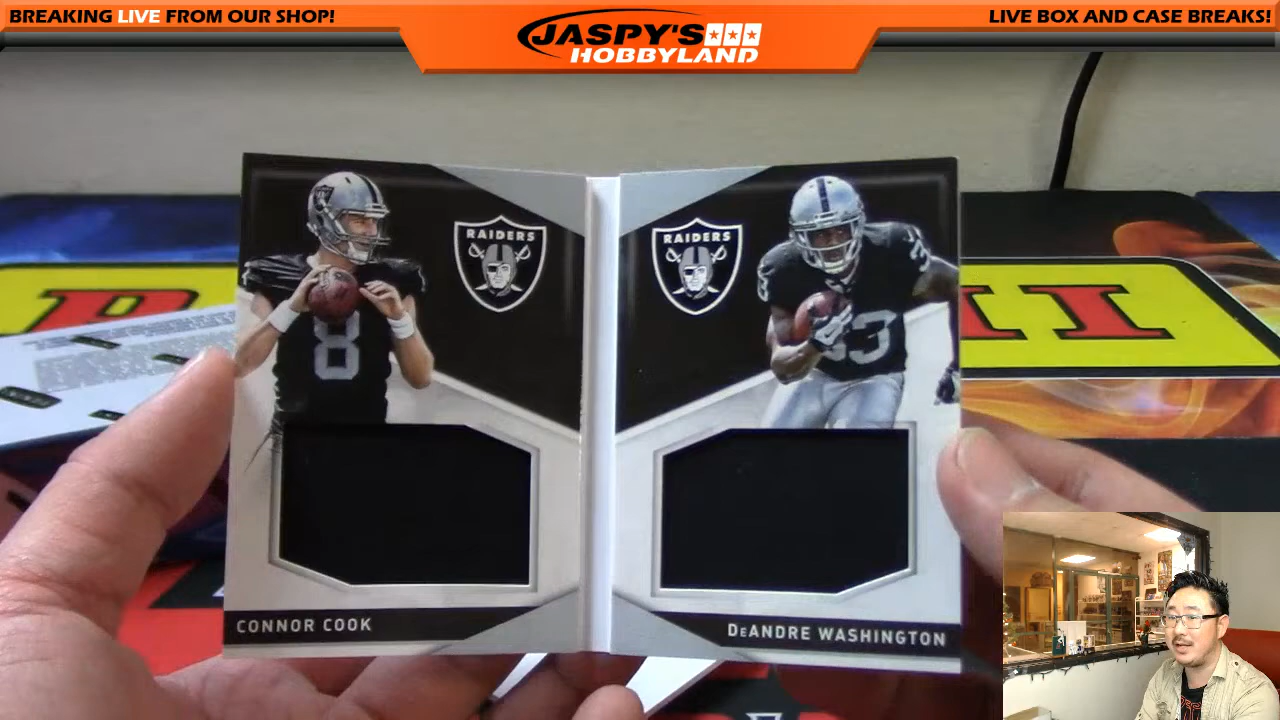 BREAKING LIVE FROM OUR SHOP!
JASPY'S
HOBBYLAND
LIVE BOX AND CASE BREAKS!
RAIDERS
RAIDERS
8
33
33
CONNOR COOK
DEANDRE WASHINGTON